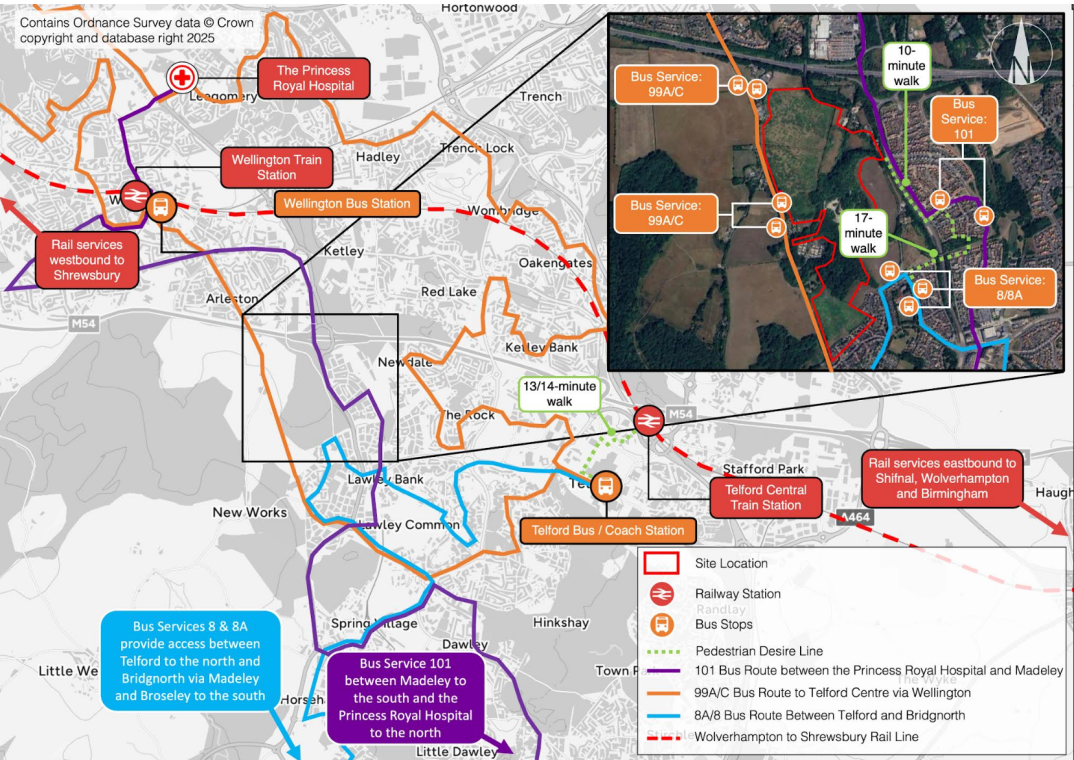 Contains Ordnance Survey data © Crown
copyright and database right 2025
Hortonwood
The Princess
Royal Hospital
Leegomery
Trench
Hadley
Trench Lock
Wellington Train
Station
Wellington Bus Station
Wombridge
Rail services
westbound to
Shrewsbury
Ketley
Oakengates
Arleston
Red Lake
M54
Ketley Bank
Newdale
13/14-minute
walk
The Rock
M54
Stafford Park
Lawley Bank
Telford Central
Train Station
Rail services eastbound to
Shifnal, Wolverhampton
and Birmingham
New Works
Lawley Common
Telford Bus / Coach Station
A464
Bus Service:
99A/C
10-
minute
walk
Bus
Service:
101
N
Bus Service:
99A/C
17-
minute
walk
Bus Service:
8/8A
Site Location
Railway Station
Randlay
Bus Stops
Pedestrian Desire Line
101 Bus Route between the Princess Royal Hospital and Madeley
99A/C Bus Route to Telford Centre via Wellington
8A/8 Bus Route Between Telford and Bridgnorth
Wolverhampton to Shrewsbury Rail Line
The Wyke
Spring Village
Hinkshay
Dawley
Bus Services 8 & 8A
provide access between
Telford to the north and
Bridgnorth via Madeley
and Broseley to the south
Bus Service 101
between Madeley to
the south and the
Princess Royal Hospital
to the north
Little Dawley